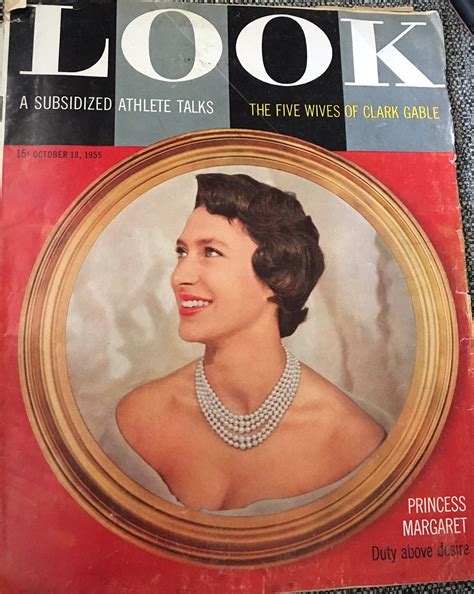 LOOK
A SUBSIDIZED ATHLETE TALKS
THE FIVE WIVES OF CLARK GABLE
15¢ OCTOBER 18, 1955
PRINCESS
MARGARET
Duty above desire